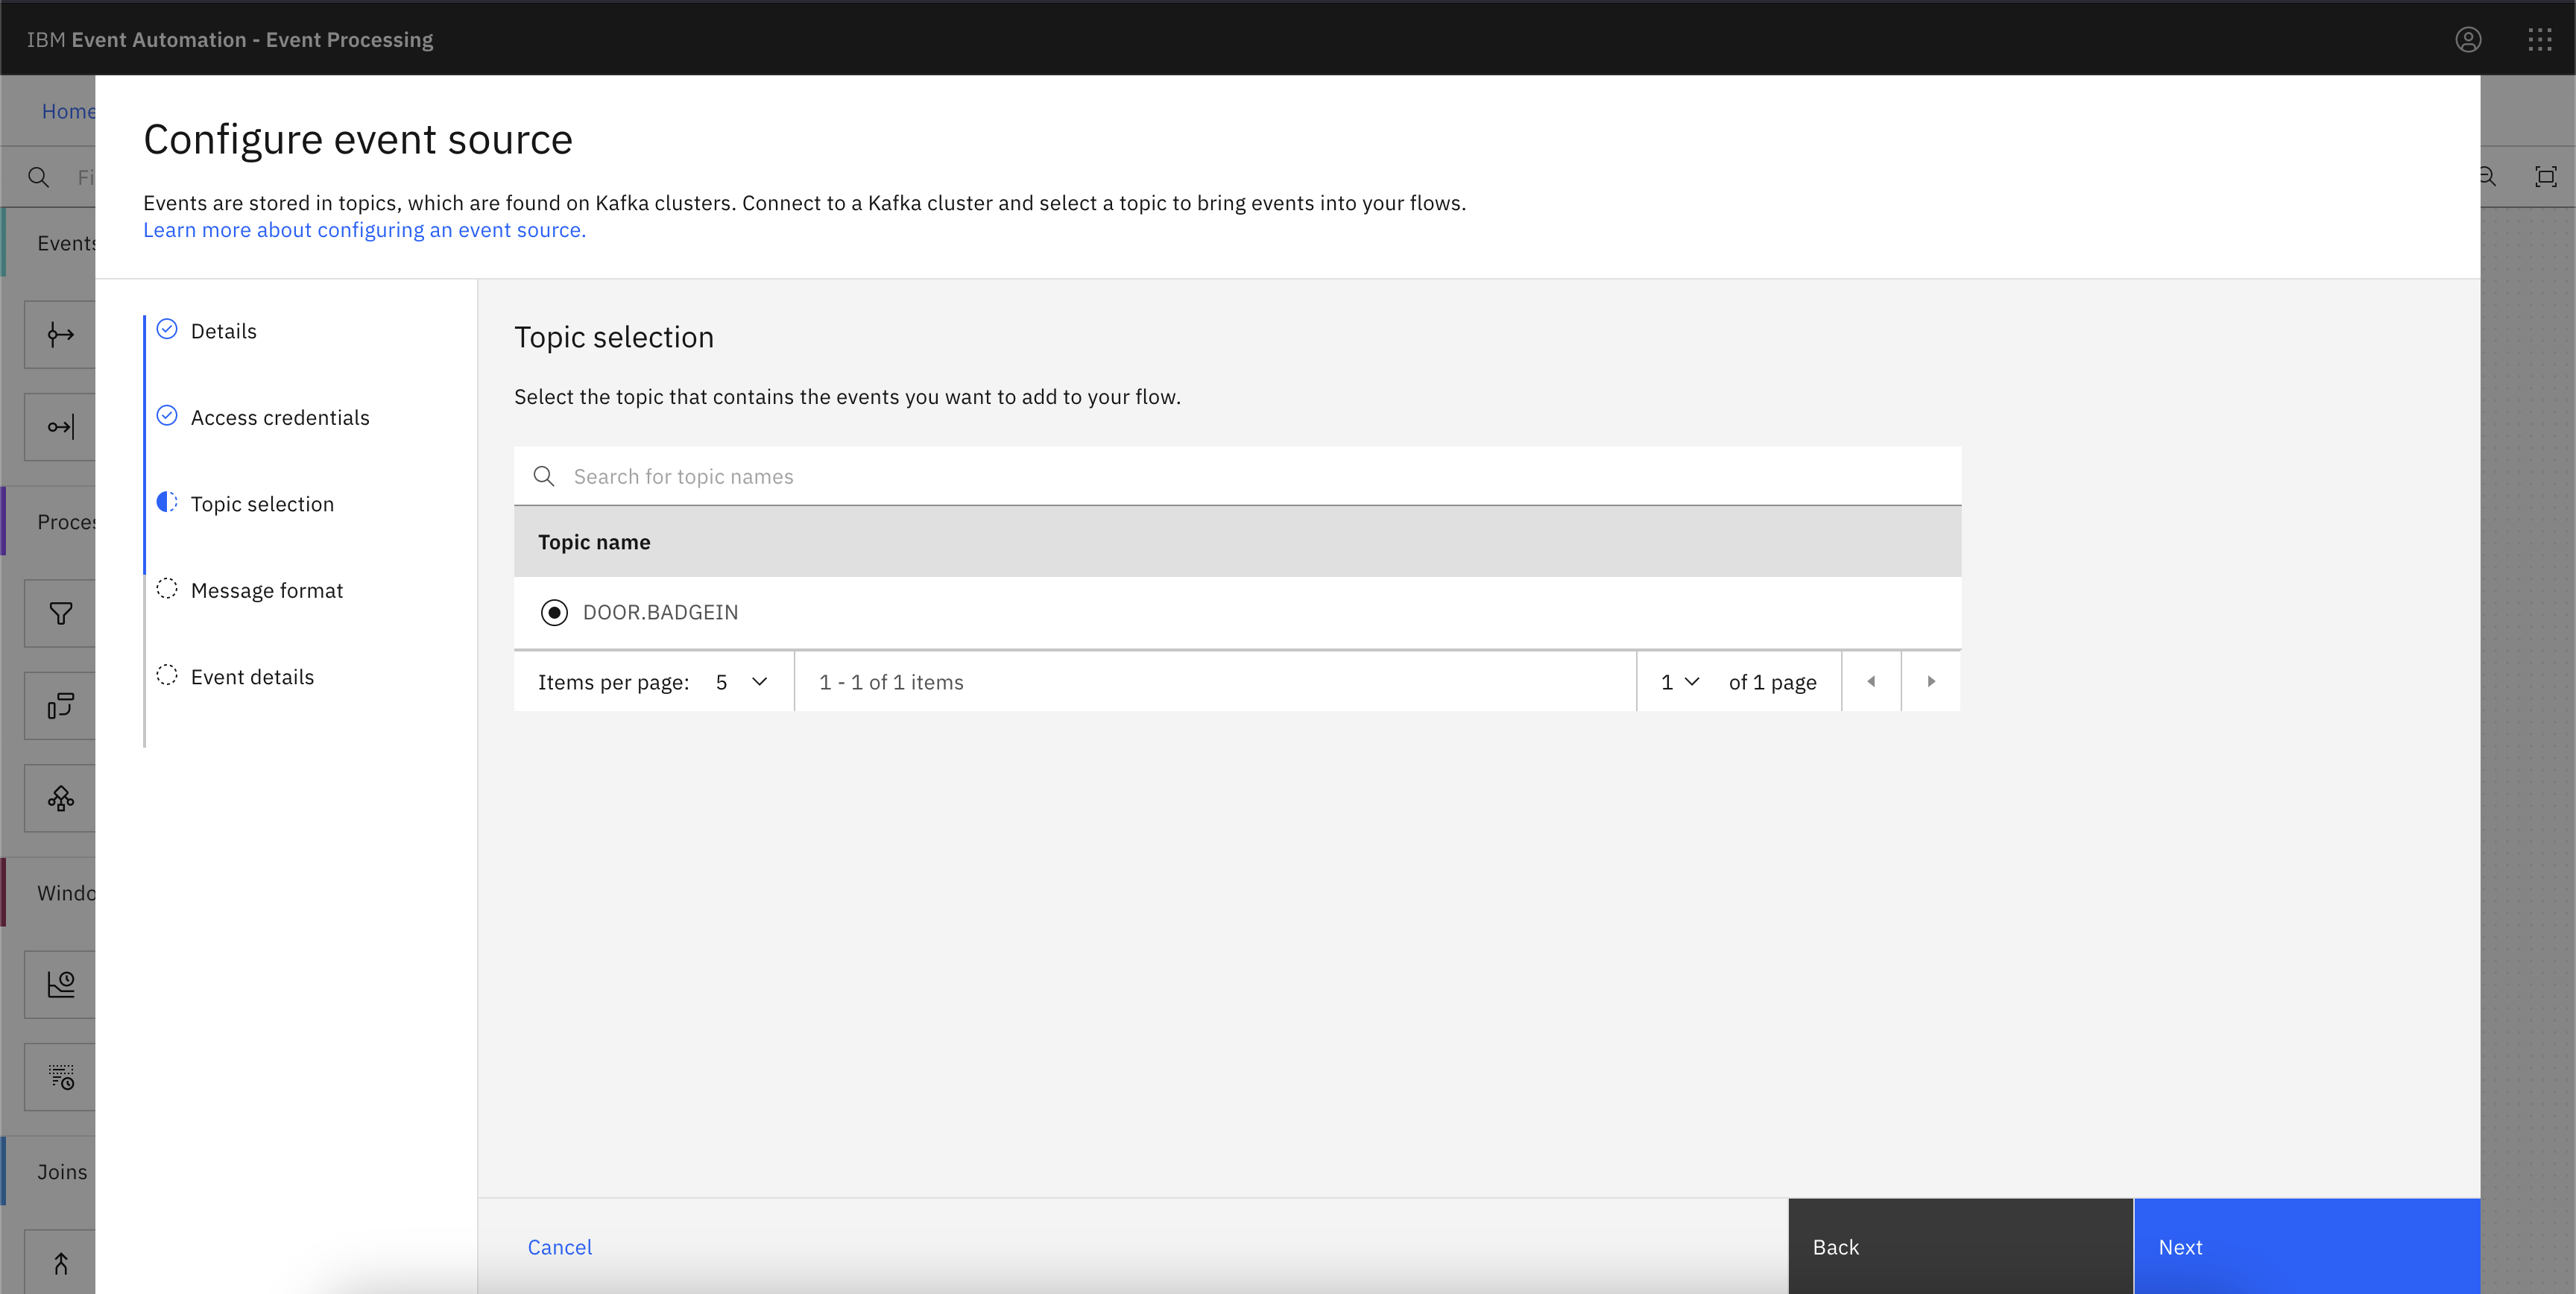 IBM Event Automation - Event Processing
Home
Fi
Configure event source
Events are stored in topics, which are found on Kafka clusters. Connect to a Kafka cluster and select a topic to bring events into your flows.
Learn more about configuring an event source.
Events
Proces
Windo
Joins
Details
Access credentials
Topic selection
Message format
Event details
Topic selection
Select the topic that contains the events you want to add to your flow.
Search for topic names
Topic name
DOOR.BADGEIN
Items per page: 5
1 - 1 of 1 items
1 of 1 page
Cancel
Back
Next